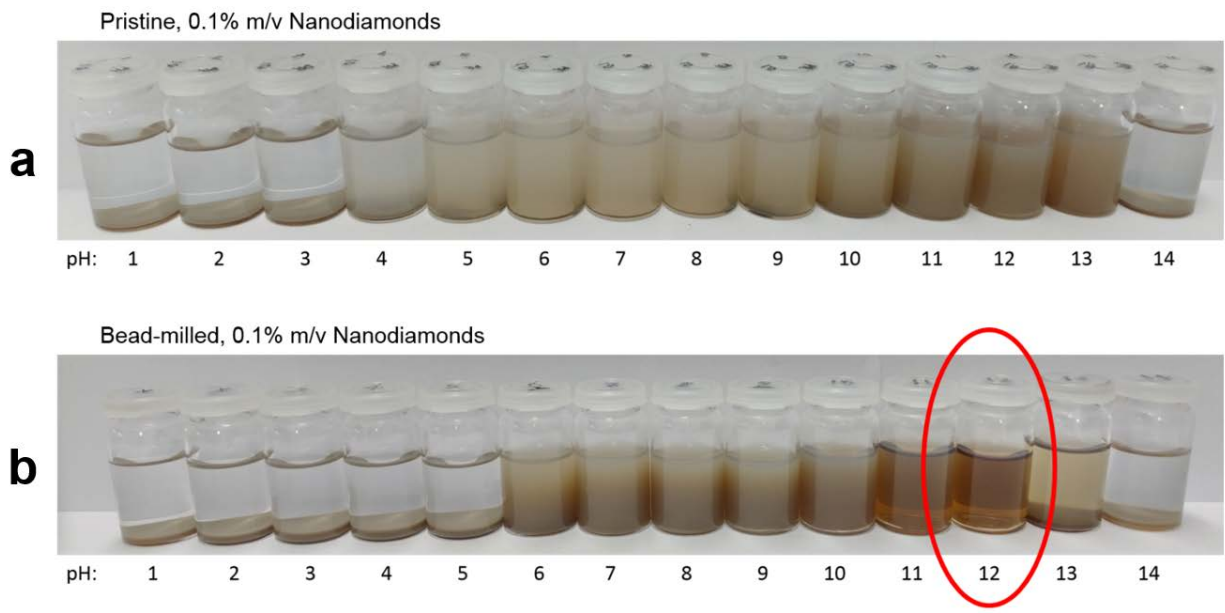 Pristine, 0.1% m/v Nanodiamonds
a
pH: 1 2 3 4 5 6 7 8 9 10 11 12 13 14
Bead-milled, 0.1% m/v Nanodiamonds
b
pH: 1 2 3 4 5 6 7 8 9 10 11 12 13 14